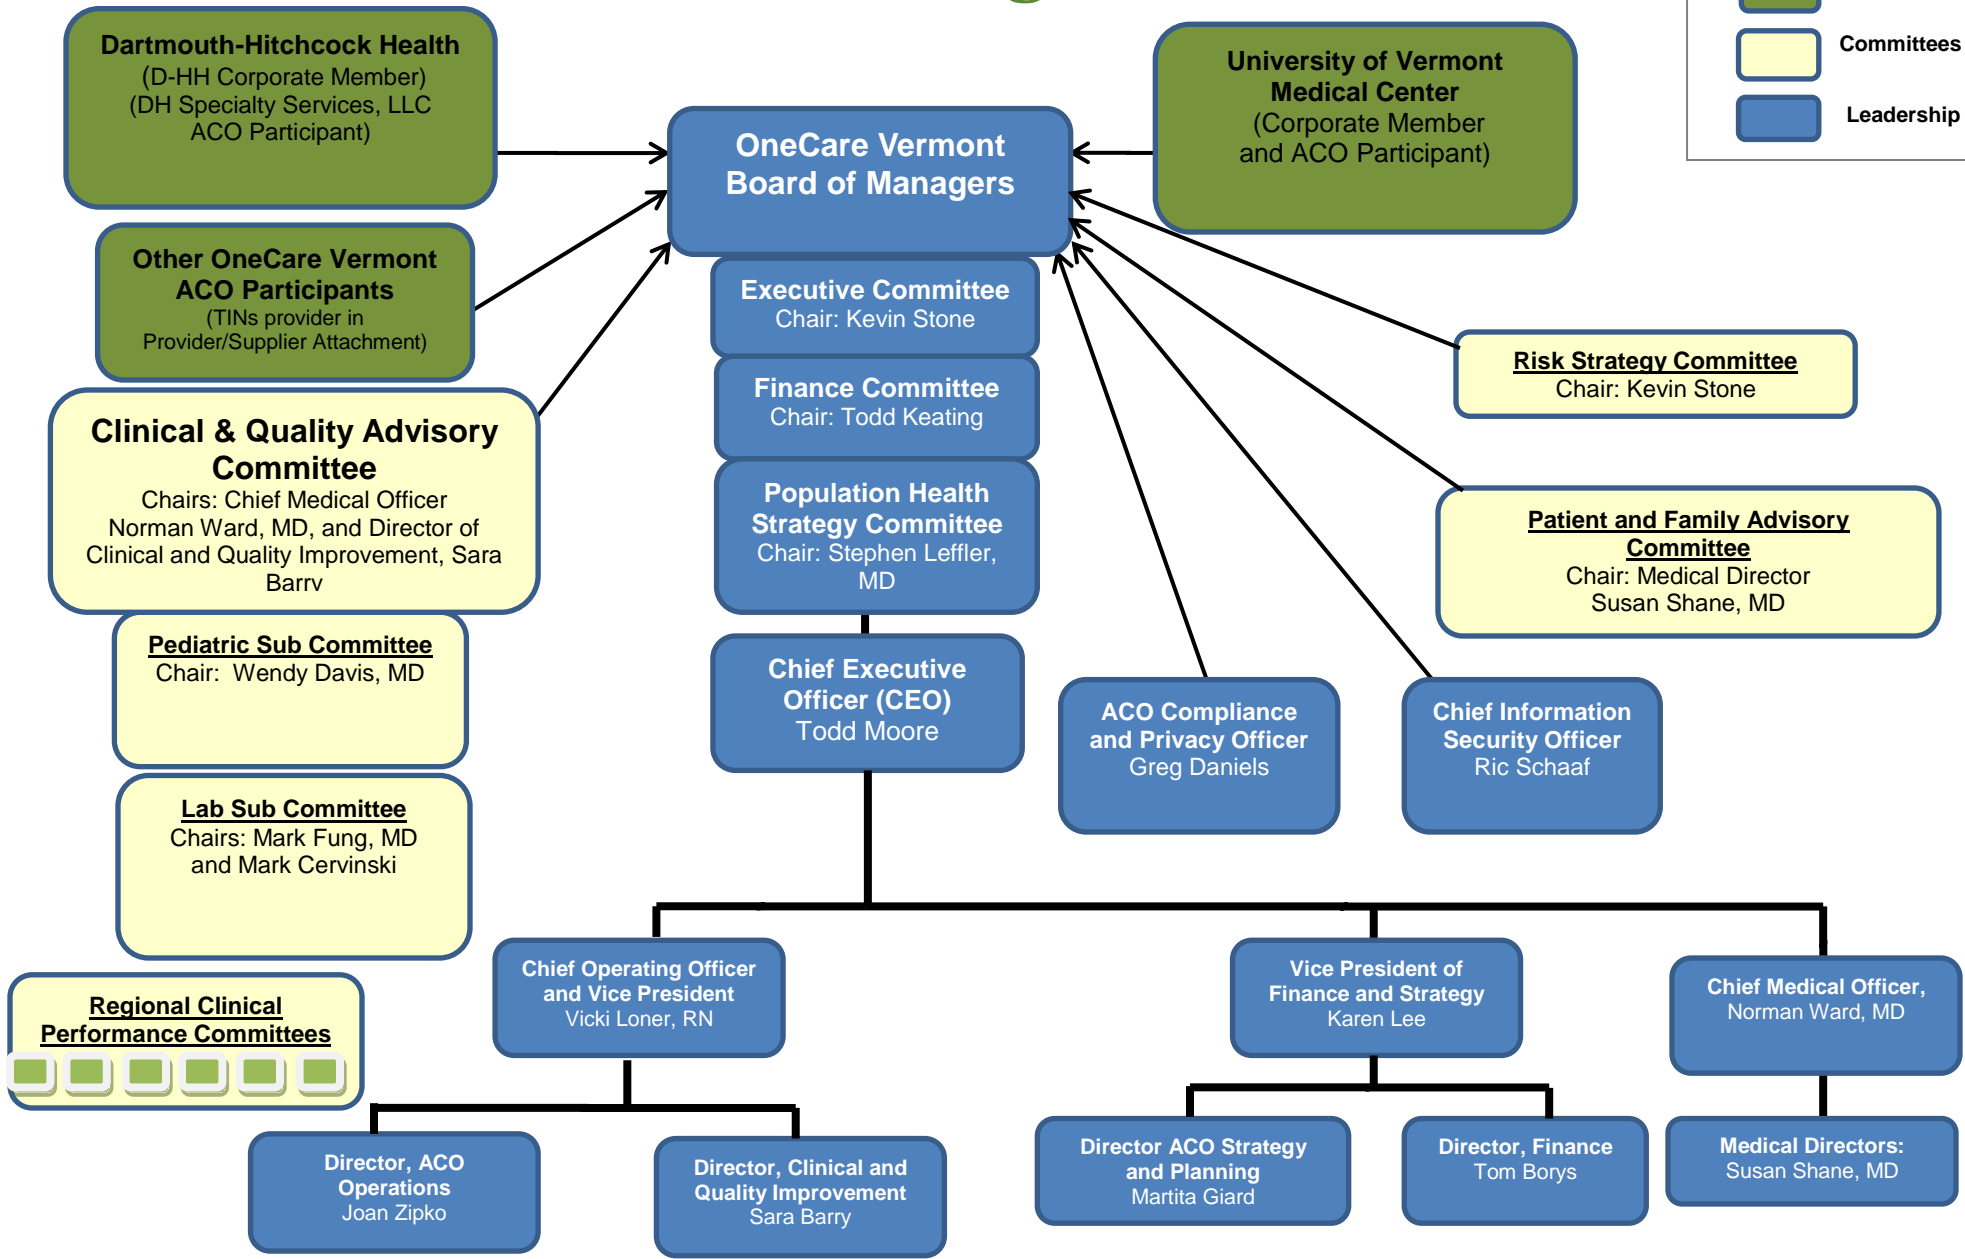 Dartmouth-Hitchcock Health
(D-HH Corporate Member)
(DH Specialty Services, LLC
ACO Participant)
University of Vermont
Medical Center
(Corporate Member
and ACO Participant)
Committees
Leadership
OneCare Vermont
Board of Managers
Other OneCare Vermont
ACO Participants
(TINs provider in
Provider/Supplier Attachment)
Executive Committee
Chair: Kevin Stone
Finance Committee
Chair: Todd Keating
Population Health
Strategy Committee
Chair: Stephen Leffler,
MD
Risk Strategy Committee
Chair: Kevin Stone
Clinical & Quality Advisory
Committee
Chairs: Chief Medical Officer
Norman Ward, MD, and Director of
Clinical and Quality Improvement, Sara
Barry
Patient and Family Advisory
Committee
Chair: Medical Director
Susan Shane, MD
Pediatric Sub Committee
Chair: Wendy Davis, MD
Chief Executive
Officer (CEO)
Todd Moore
ACO Compliance
and Privacy Officer
Greg Daniels
Chief Information
Security Officer
Ric Schaaf
Lab Sub Committee
Chairs: Mark Fung, MD
and Mark Cervinski
Regional Clinical
Performance Committees
Chief Operating Officer
and Vice President
Vicki Loner, RN
Vice President of
Finance and Strategy
Karen Lee
Chief Medical Officer,
Norman Ward, MD
Director, ACO
Operations
Joan Zipko
Director, Clinical and
Quality Improvement
Sara Barry
Director ACO Strategy
and Planning
Martita Giard
Director, Finance
Tom Borys
Medical Directors:
Susan Shane, MD